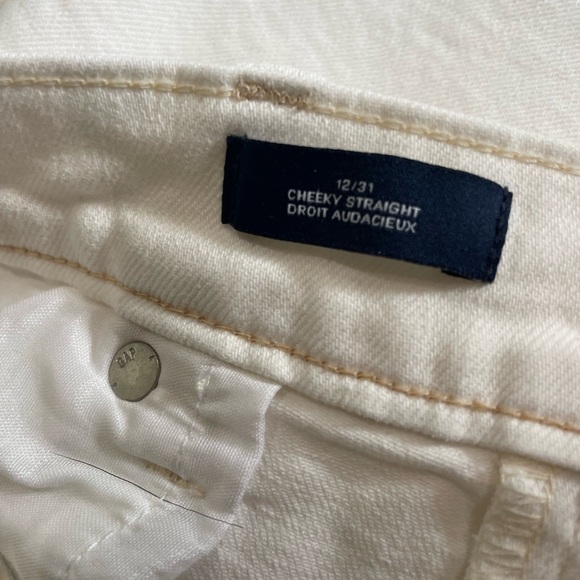 12/31
CHEEKY STRAIGHT
DROIT AUDACIEUX
GAP